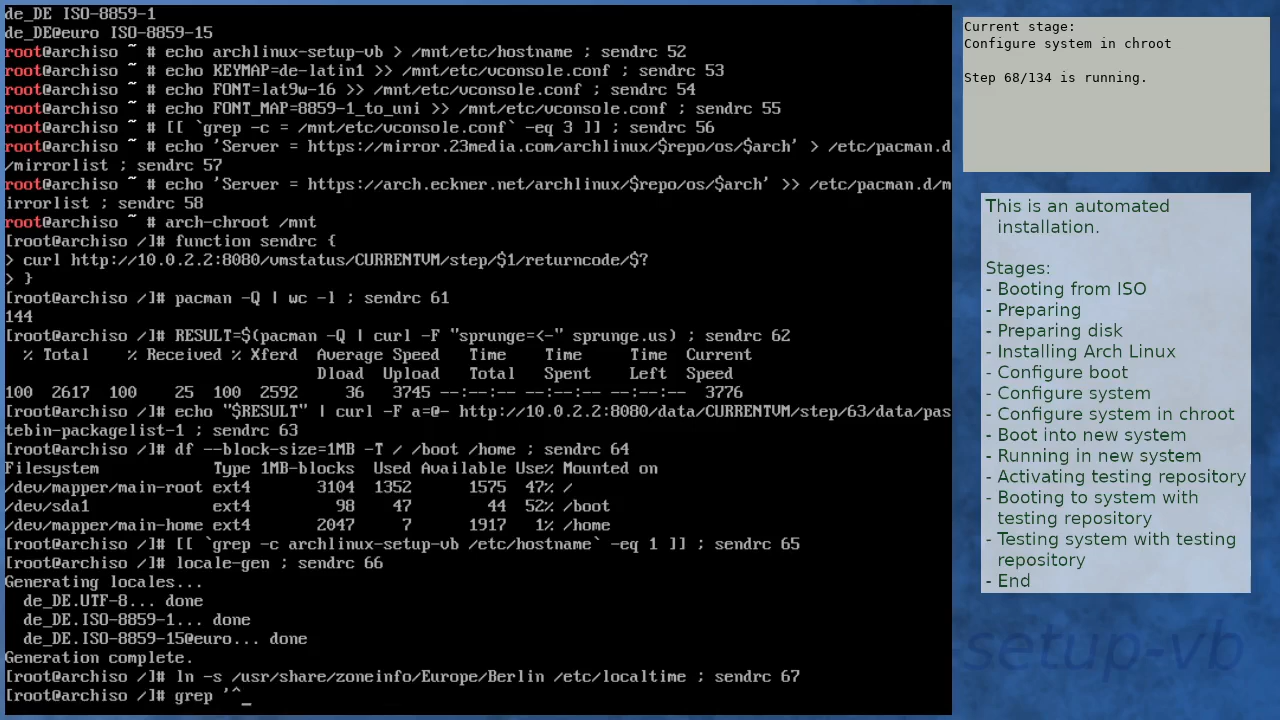 de_DE ISO-8859-1
de_DE@euro ISO-8859-15
root@archiso ~ # echo archlinux-setup-vb > /mnt/etc/hostname ; sendrc 52
root@archiso ~ # echo KEYMAP=de-latin1 >> /mnt/etc/vconsole.conf ; sendrc 53
root@archiso ~ # echo FONT=lat9w-16 >> /mnt/etc/vconsole.conf ; sendrc 54
root@archiso ~ # echo FONT_MAP=8859-1_to_uni >> /mnt/etc/vconsole.conf ; sendrc 55
root@archiso ~ # [[ `grep -c = /mnt/etc/vconsole.conf` -eq 3 ]] ; sendrc 56
root@archiso ~ # echo 'Server = https://mirror.23media.com/archlinux/$repo/os/$arch' > /etc/pacman.d
/mirrorlist ; sendrc 57
root@archiso ~ # echo 'Server = https://arch.eckner.net/archlinux/$repo/os/$arch' >> /etc/pacman.d/m
irrorlist ; sendrc 58
root@archiso ~ # arch-chroot /mnt
[root@archiso /]# function sendrc {
> curl http://10.0.2.2:8080/vmstatus/CURRENTVM/step/$1/returncode/$?
> }
[root@archiso /]# pacman -Q | wc -l ; sendrc 61
144
[root@archiso /]# RESULT=$(pacman -Q | curl -F "sprunge=<-" sprunge.us) ; sendrc 62
  % Total    % Received % Xferd  Average Speed   Time    Time     Time  Current
                                 Dload  Upload   Total   Spent    Left  Speed
100  2617  100    25  100  2592     36   3745 --:--:-- --:--:-- --:--:--  3776
[root@archiso /]# echo "$RESULT" | curl -F a=@- http://10.0.2.2:8080/data/CURRENTVM/step/63/data/pas
tebin-packagelist-1 ; sendrc 63
[root@archiso /]# df --block-size=1MB -T / /boot /home ; sendrc 64
Filesystem            Type 1MB-blocks  Used Available Use% Mounted on
/dev/mapper/main-root ext4       3104  1352      1575  47% /
/dev/sda1             ext4         98    47        44  52% /boot
/dev/mapper/main-home ext4       2047     7      1917   1% /home
[root@archiso /]# [[ `grep -c archlinux-setup-vb /etc/hostname` -eq 1 ]] ; sendrc 65
[root@archiso /]# locale-gen ; sendrc 66
Generating locales...
  de_DE.UTF-8... done
  de_DE.ISO-8859-1... done
  de_DE.ISO-8859-15@euro... done
Generation complete.
[root@archiso /]# ln -s /usr/share/zoneinfo/Europe/Berlin /etc/localtime ; sendrc 67
[root@archiso /]# grep '^_
Current stage:
Configure system in chroot
Step 68/134 is running.
This is an automated
installation.
Stages:
- Booting from ISO
- Preparing
- Preparing disk
- Installing Arch Linux
- Configure boot
- Configure system
- Configure system in chroot
- Boot into new system
- Running in new system
- Activating testing repository
- Booting to system with
testing repository
- Testing system with testing
repository
- End
setup-vb